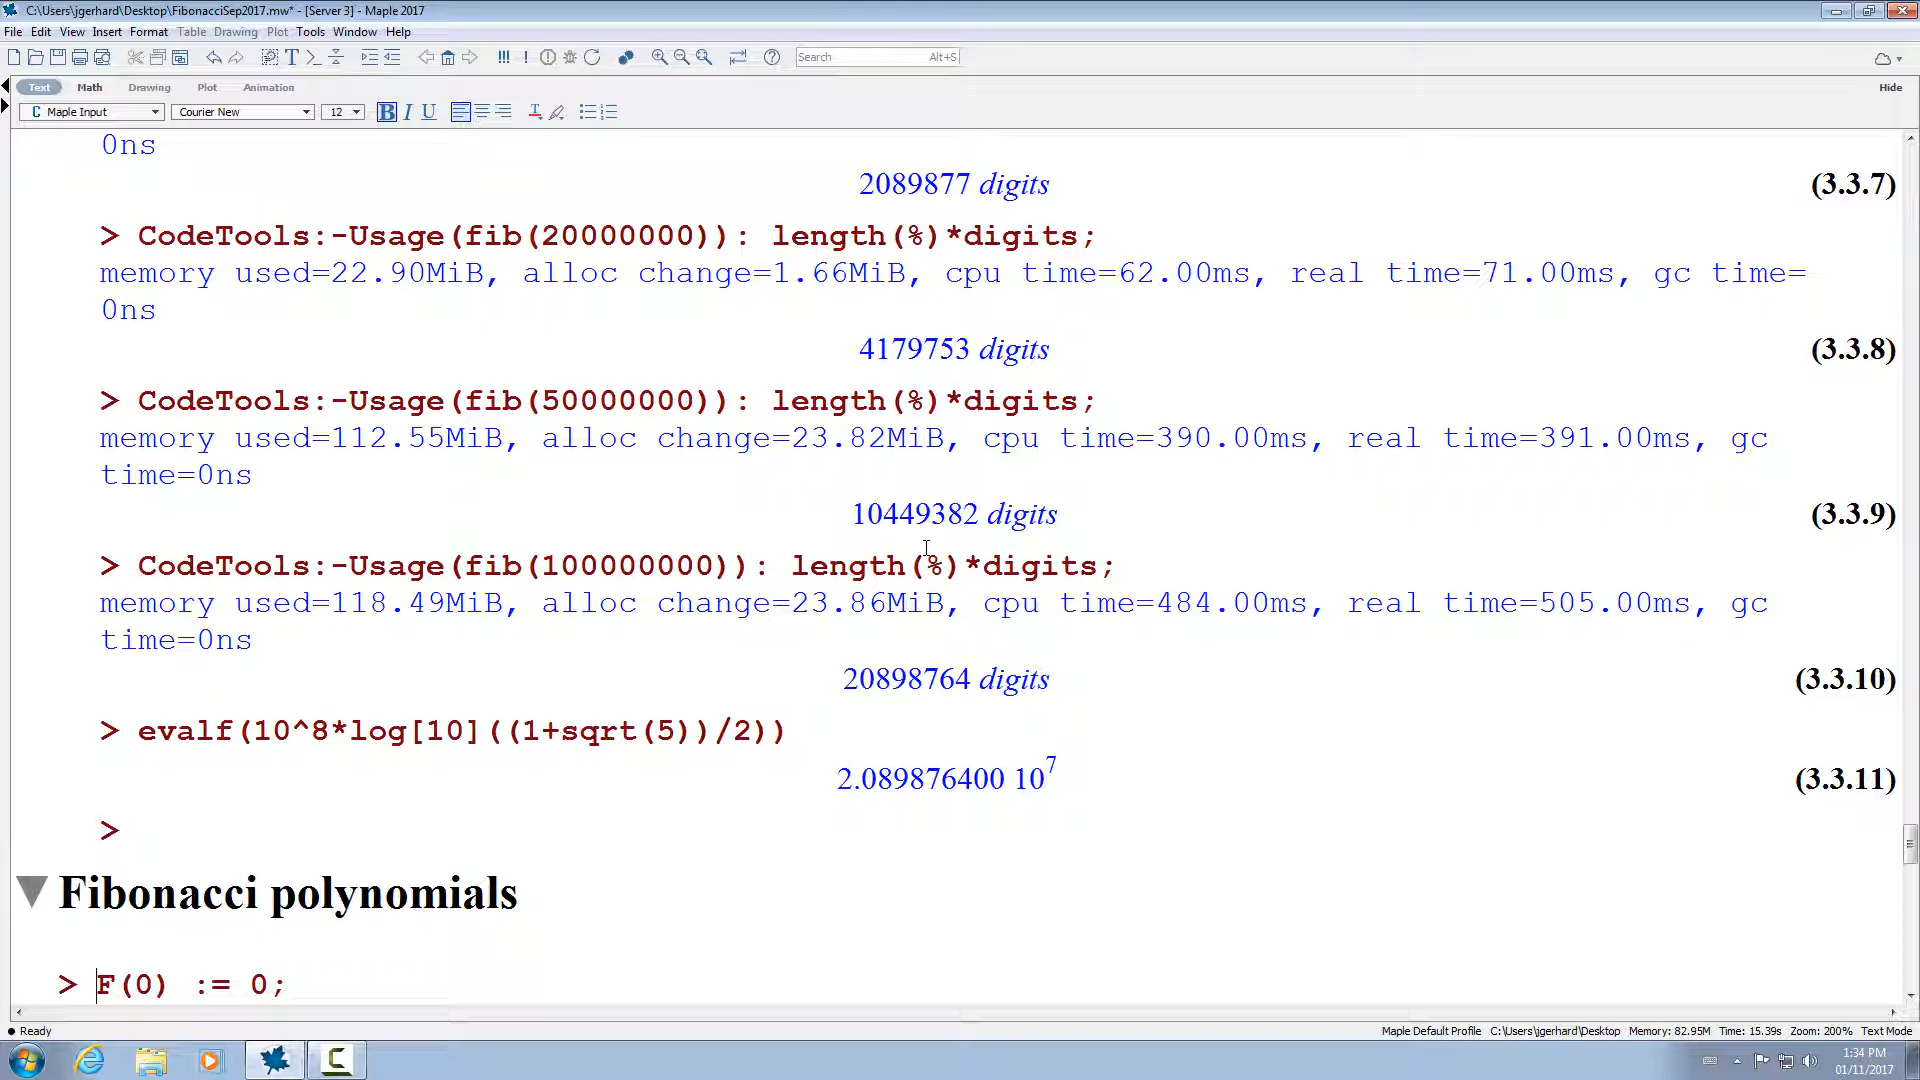 C:\Users\jgerhard\Desktop\FibonacciSep2017.mw* - [Server 3] - Maple 2017
File Edit View Insert Format Table Drawing Plot Tools Window Help
Search Alt+S
Text Math Drawing Plot Animation Hide
C Maple Input Courier New 12 B I U
0ns
2089877 digits (3.3.7)
> CodeTools:-Usage(fib(20000000)): length(%)*digits;
memory used=22.90MiB, alloc change=1.66MiB, cpu time=62.00ms, real time=71.00ms, gc time=
0ns
4179753 digits (3.3.8)
> CodeTools:-Usage(fib(50000000)): length(%)*digits;
memory used=112.55MiB, alloc change=23.82MiB, cpu time=390.00ms, real time=391.00ms, gc
time=0ns
10449382 digits (3.3.9)
> CodeTools:-Usage(fib(100000000)): length(%)*digits;
memory used=118.49MiB, alloc change=23.86MiB, cpu time=484.00ms, real time=505.00ms, gc
time=0ns
20898764 digits (3.3.10)
> evalf(10^8*log[10]((1+sqrt(5))/2))
2.089876400 10^7 (3.3.11)
>
Fibonacci polynomials
> F(0) := 0;
Ready Maple Default Profile C:\Users\jgerhard\Desktop Memory: 82.95M Time: 15.39s Zoom: 200% Text Mode
1:34 PM
01/11/2017